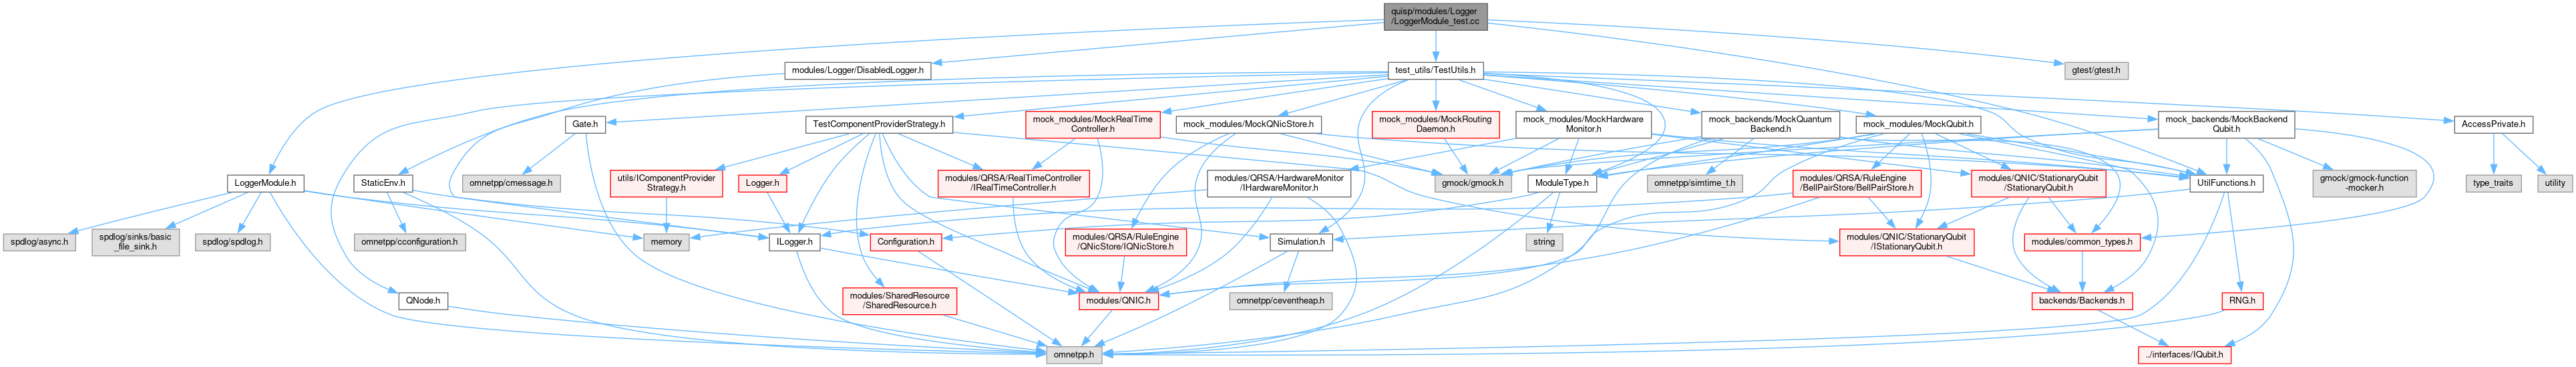 quisp/modules/Logger
/LoggerModule_test.cc
modules/Logger/DisabledLogger.h
test_utils/TestUtils.h
gtest/gtest.h
Gate.h
TestComponentProviderStrategy.h
mock_modules/MockRealTime
Controller.h
mock_modules/MockQNicStore.h
mock_modules/MockRouting
Daemon.h
mock_modules/MockHardware
Monitor.h
mock_backends/MockQuantum
Backend.h
mock_modules/MockQubit.h
mock_backends/MockBackend
Qubit.h
AccessPrivate.h
LoggerModule.h
StaticEnv.h
omnetpp/cmessage.h
utils/IComponentProvider
Strategy.h
Logger.h
modules/QRSA/RealTimeController
/IRealTimeController.h
modules/QRSA/HardwareMonitor
/IHardwareMonitor.h
gmock/gmock.h
ModuleType.h
omnetpp/simtime_t.h
modules/QRSA/RuleEngine
/BellPairStore/BellPairStore.h
modules/QNIC/StationaryQubit
/StationaryQubit.h
UtilFunctions.h
gmock/gmock-function
-mocker.h
type_traits
utility
spdlog/async.h
spdlog/sinks/basic
_file_sink.h
spdlog/spdlog.h
omnetpp/cconfiguration.h
memory
ILogger.h
Configuration.h
modules/QRSA/RuleEngine
/QNicStore/IQNicStore.h
Simulation.h
string
modules/QNIC/StationaryQubit
/IStationaryQubit.h
modules/common_types.h
QNode.h
modules/SharedResource
/SharedResource.h
modules/QNIC.h
omnetpp/ceventheap.h
backends/Backends.h
RNG.h
omnetpp.h
../interfaces/IQubit.h